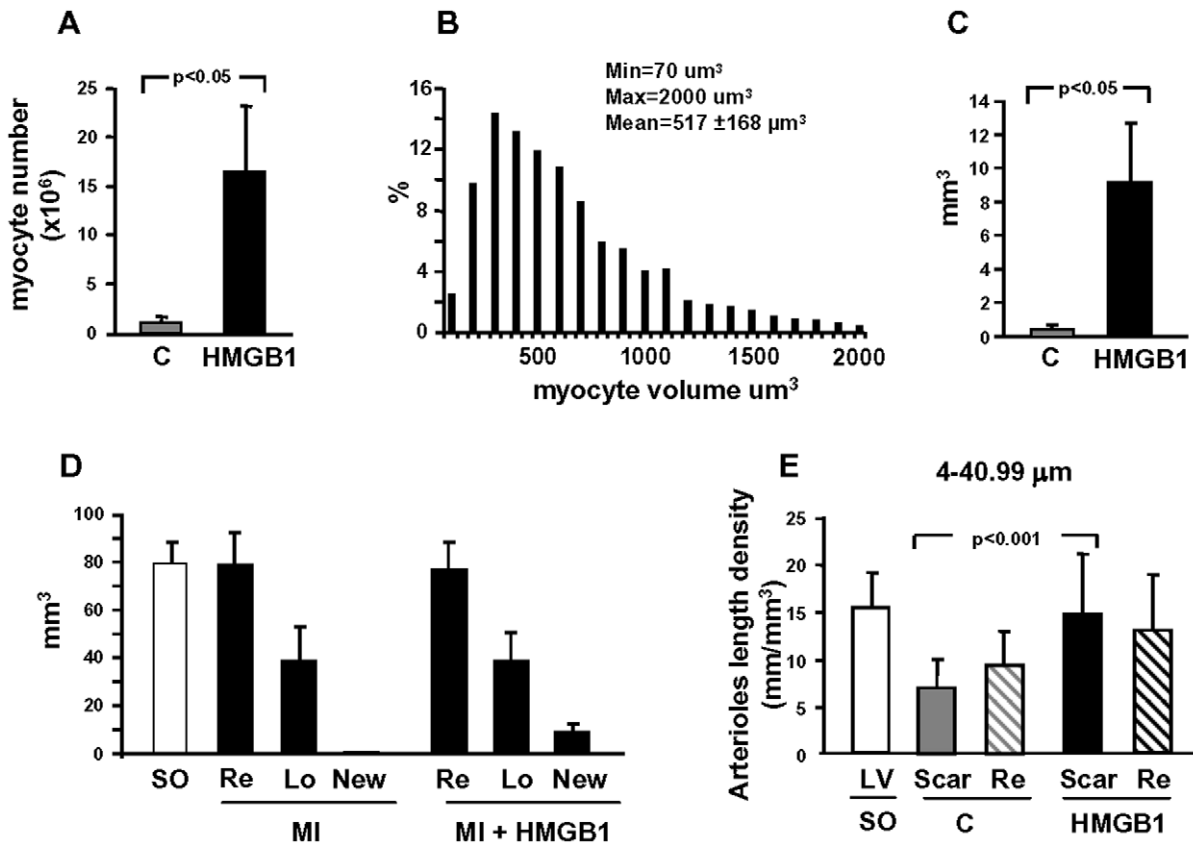 A
p<0.05
25
20
15
10
5
0
myocyte number
(x10⁶)
C HMGB1
B
Min=70 um³
Max=2000 um³
Mean=517 ±168 µm³
16
12
8
4
0
%
500 1000 1500 2000
myocyte volume um³
C
p<0.05
14
12
10
8
6
4
2
0
mm³
C HMGB1
D
100
80
60
40
20
0
mm³
SO Re Lo New Re Lo New
MI MI + HMGB1
E
4-40.99 µm
p<0.001
25
20
15
10
5
0
Arterioles length density
(mm/mm³)
LV Scar Re Scar Re
SO C HMGB1